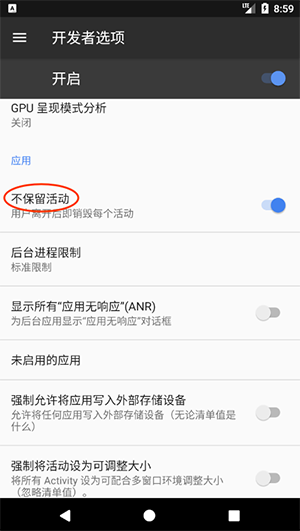 A
LTE
8:59
开发者选项
开启
GPU 呈现模式分析
关闭
应用
不保留活动
用户离开后即销毁每个活动
后台进程限制
标准限制
显示所有“应用无响应”(ANR)
为后台应用显示“应用无响应”对话框
未启用的应用
强制允许将应用写入外部存储设备
允许将任何应用写入外部存储设备（无论清单值是
什么）
强制将活动设为可调整大小
将所有 Activity 设为可配合多窗口环境调整大小
（忽略清单值）。